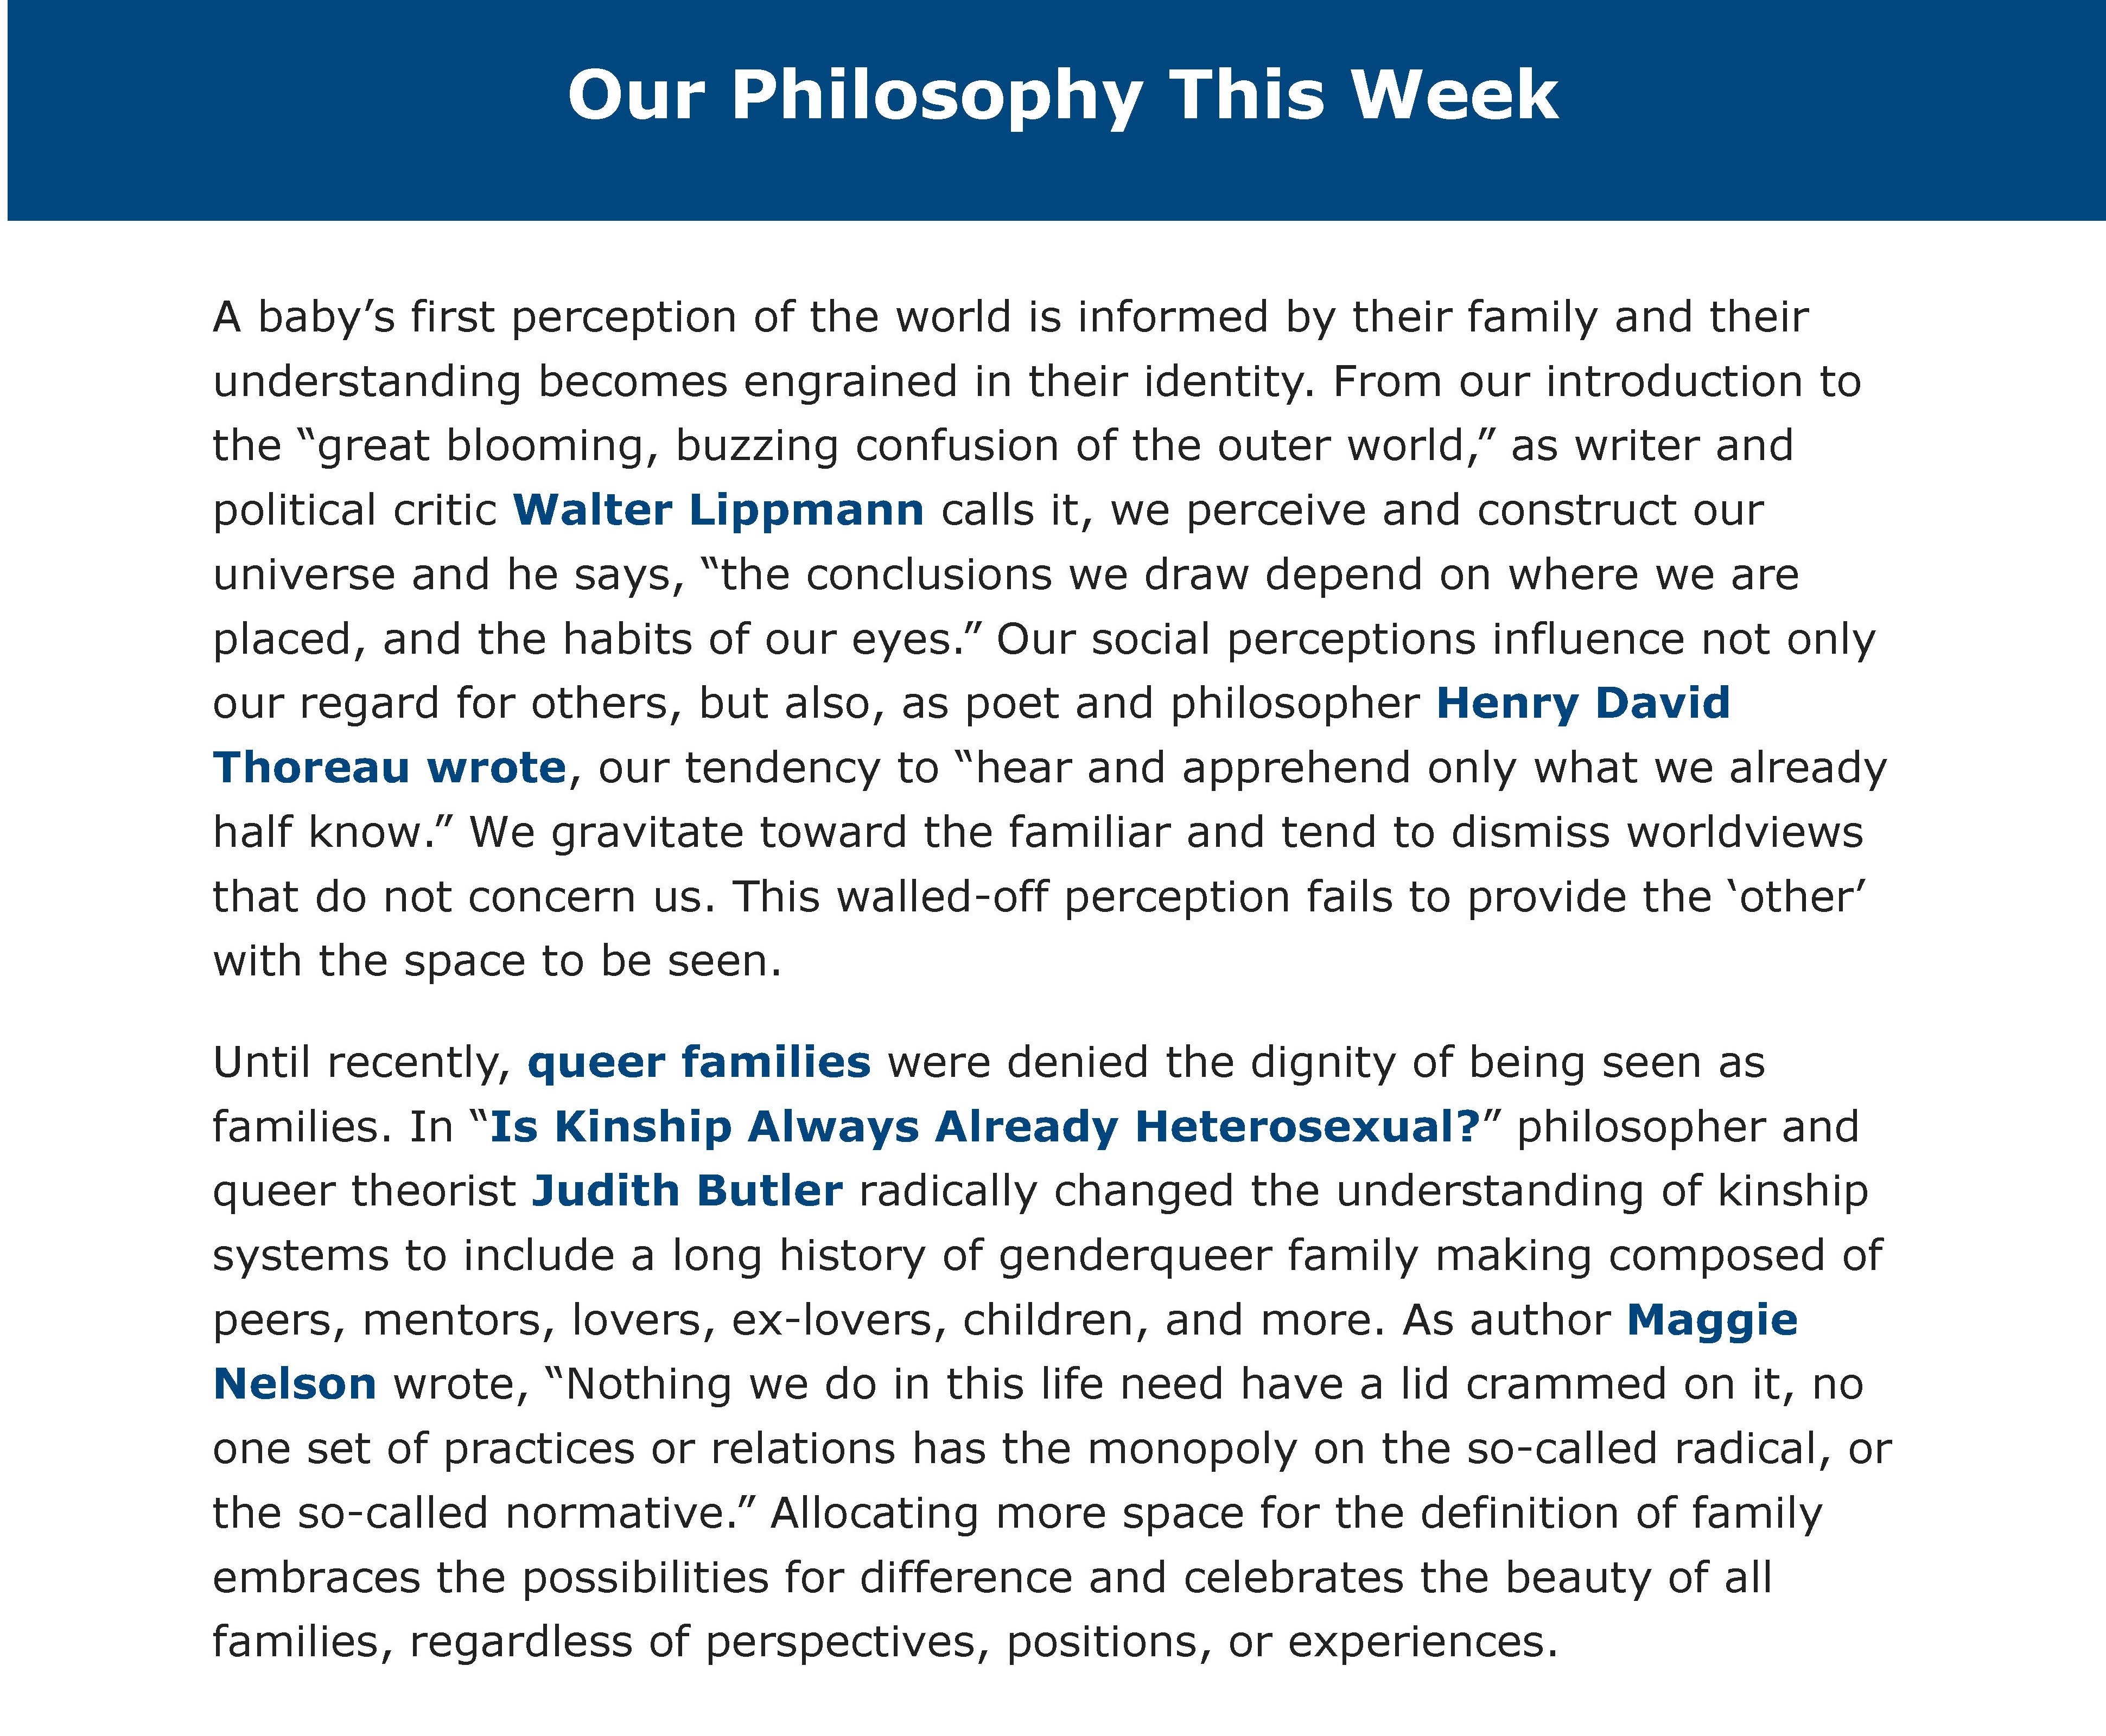 Our Philosophy This Week
A baby’s first perception of the world is informed by their family and their
understanding becomes engrained in their identity. From our introduction to
the “great blooming, buzzing confusion of the outer world,” as writer and
political critic Walter Lippmann calls it, we perceive and construct our
universe and he says, “the conclusions we draw depend on where we are
placed, and the habits of our eyes.” Our social perceptions influence not only
our regard for others, but also, as poet and philosopher Henry David
Thoreau wrote, our tendency to “hear and apprehend only what we already
half know.” We gravitate toward the familiar and tend to dismiss worldviews
that do not concern us. This walled-off perception fails to provide the ‘other’
with the space to be seen.
Until recently, queer families were denied the dignity of being seen as
families. In “Is Kinship Always Already Heterosexual?” philosopher and
queer theorist Judith Butler radically changed the understanding of kinship
systems to include a long history of genderqueer family making composed of
peers, mentors, lovers, ex-lovers, children, and more. As author Maggie
Nelson wrote, “Nothing we do in this life need have a lid crammed on it, no
one set of practices or relations has the monopoly on the so-called radical, or
the so-called normative.” Allocating more space for the definition of family
embraces the possibilities for difference and celebrates the beauty of all
families, regardless of perspectives, positions, or experiences.